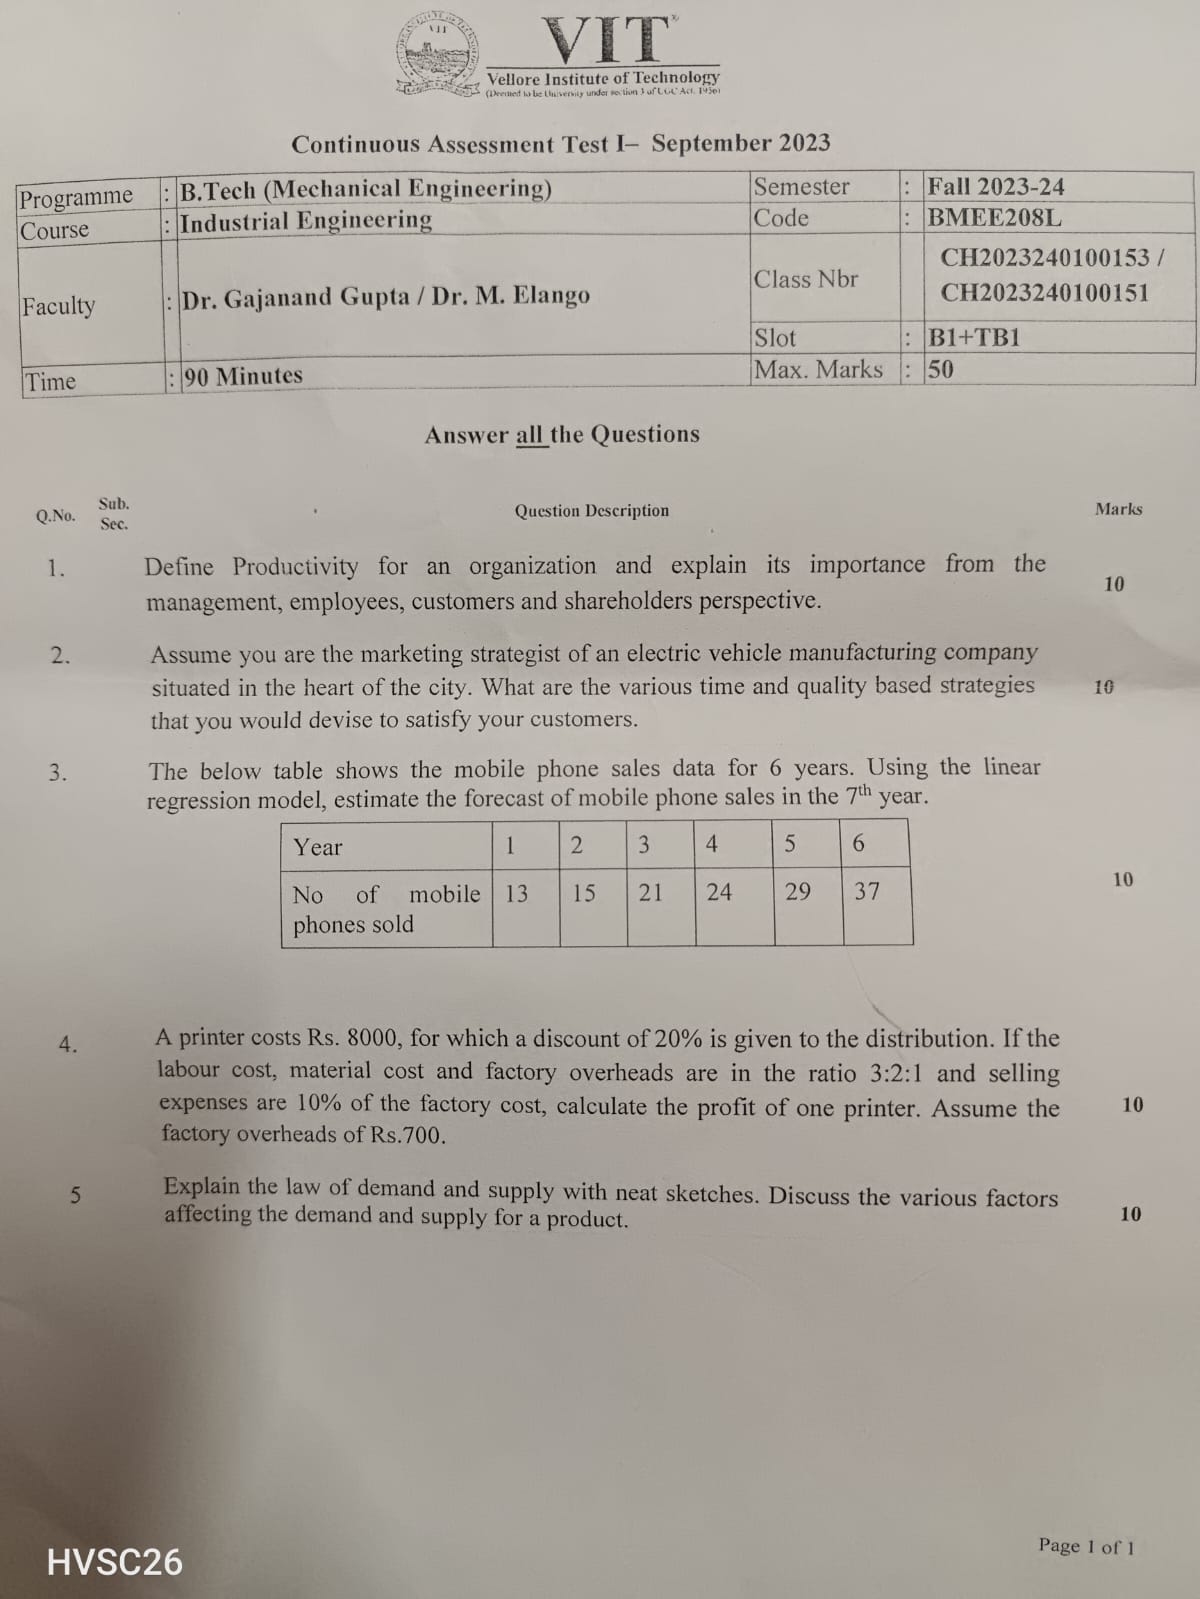 VIT
VIT
Vellore Institute of Technology
(Deemed to be University under section 3 of UGC Act, 1956)
Continuous Assessment Test I– September 2023
Programme : B.Tech (Mechanical Engineering) Semester : Fall 2023-24
Course : Industrial Engineering Code : BMEE208L
Faculty : Dr. Gajanand Gupta / Dr. M. Elango Class Nbr CH2023240100153 /
CH2023240100151
Slot : B1+TB1
Time : 90 Minutes Max. Marks : 50
Answer all the Questions
Q.No. Sub. Sec. Question Description Marks
1. Define Productivity for an organization and explain its importance from the
management, employees, customers and shareholders perspective. 10
2. Assume you are the marketing strategist of an electric vehicle manufacturing company
situated in the heart of the city. What are the various time and quality based strategies 10
that you would devise to satisfy your customers.
3. The below table shows the mobile phone sales data for 6 years. Using the linear
regression model, estimate the forecast of mobile phone sales in the 7th year.
Year 1 2 3 4 5 6
No of mobile 13 15 21 24 29 37 10
phones sold
4. A printer costs Rs. 8000, for which a discount of 20% is given to the distribution. If the
labour cost, material cost and factory overheads are in the ratio 3:2:1 and selling
expenses are 10% of the factory cost, calculate the profit of one printer. Assume the 10
factory overheads of Rs.700.
5 Explain the law of demand and supply with neat sketches. Discuss the various factors
affecting the demand and supply for a product. 10
Page 1 of 1
HVSC26